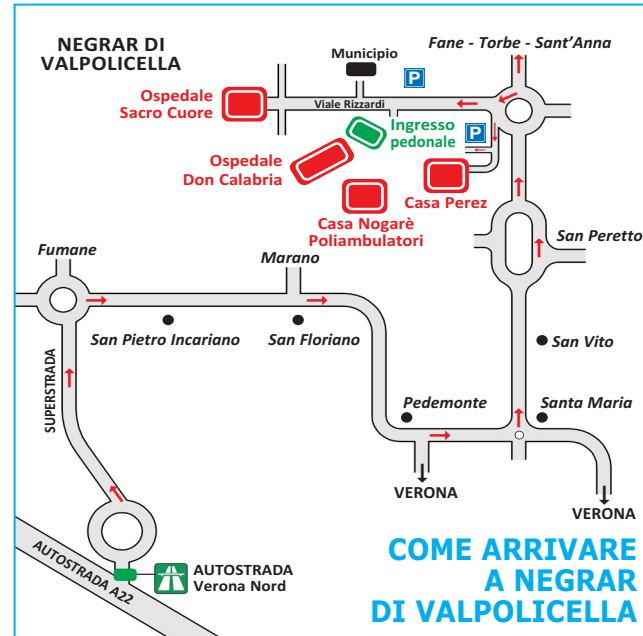 NEGRAR DI
VALPOLICELLA
Municipio
P
Fane - Torbe - Sant’Anna
Ospedale
Sacro Cuore
Viale Rizzardi
Ingresso
pedonale
P
Ospedale
Don Calabria
Casa Perez
Casa Nogarè
Poliambulatori
San Peretto
Fumane
Marano
San Pietro Incariano
San Floriano
San Vito
SUPERSTRADA
Pedemonte
Santa Maria
VERONA
VERONA
AUTOSTRADA A22
AUTOSTRADA
Verona Nord
COME ARRIVARE
A NEGRAR
DI VALPOLICELLA